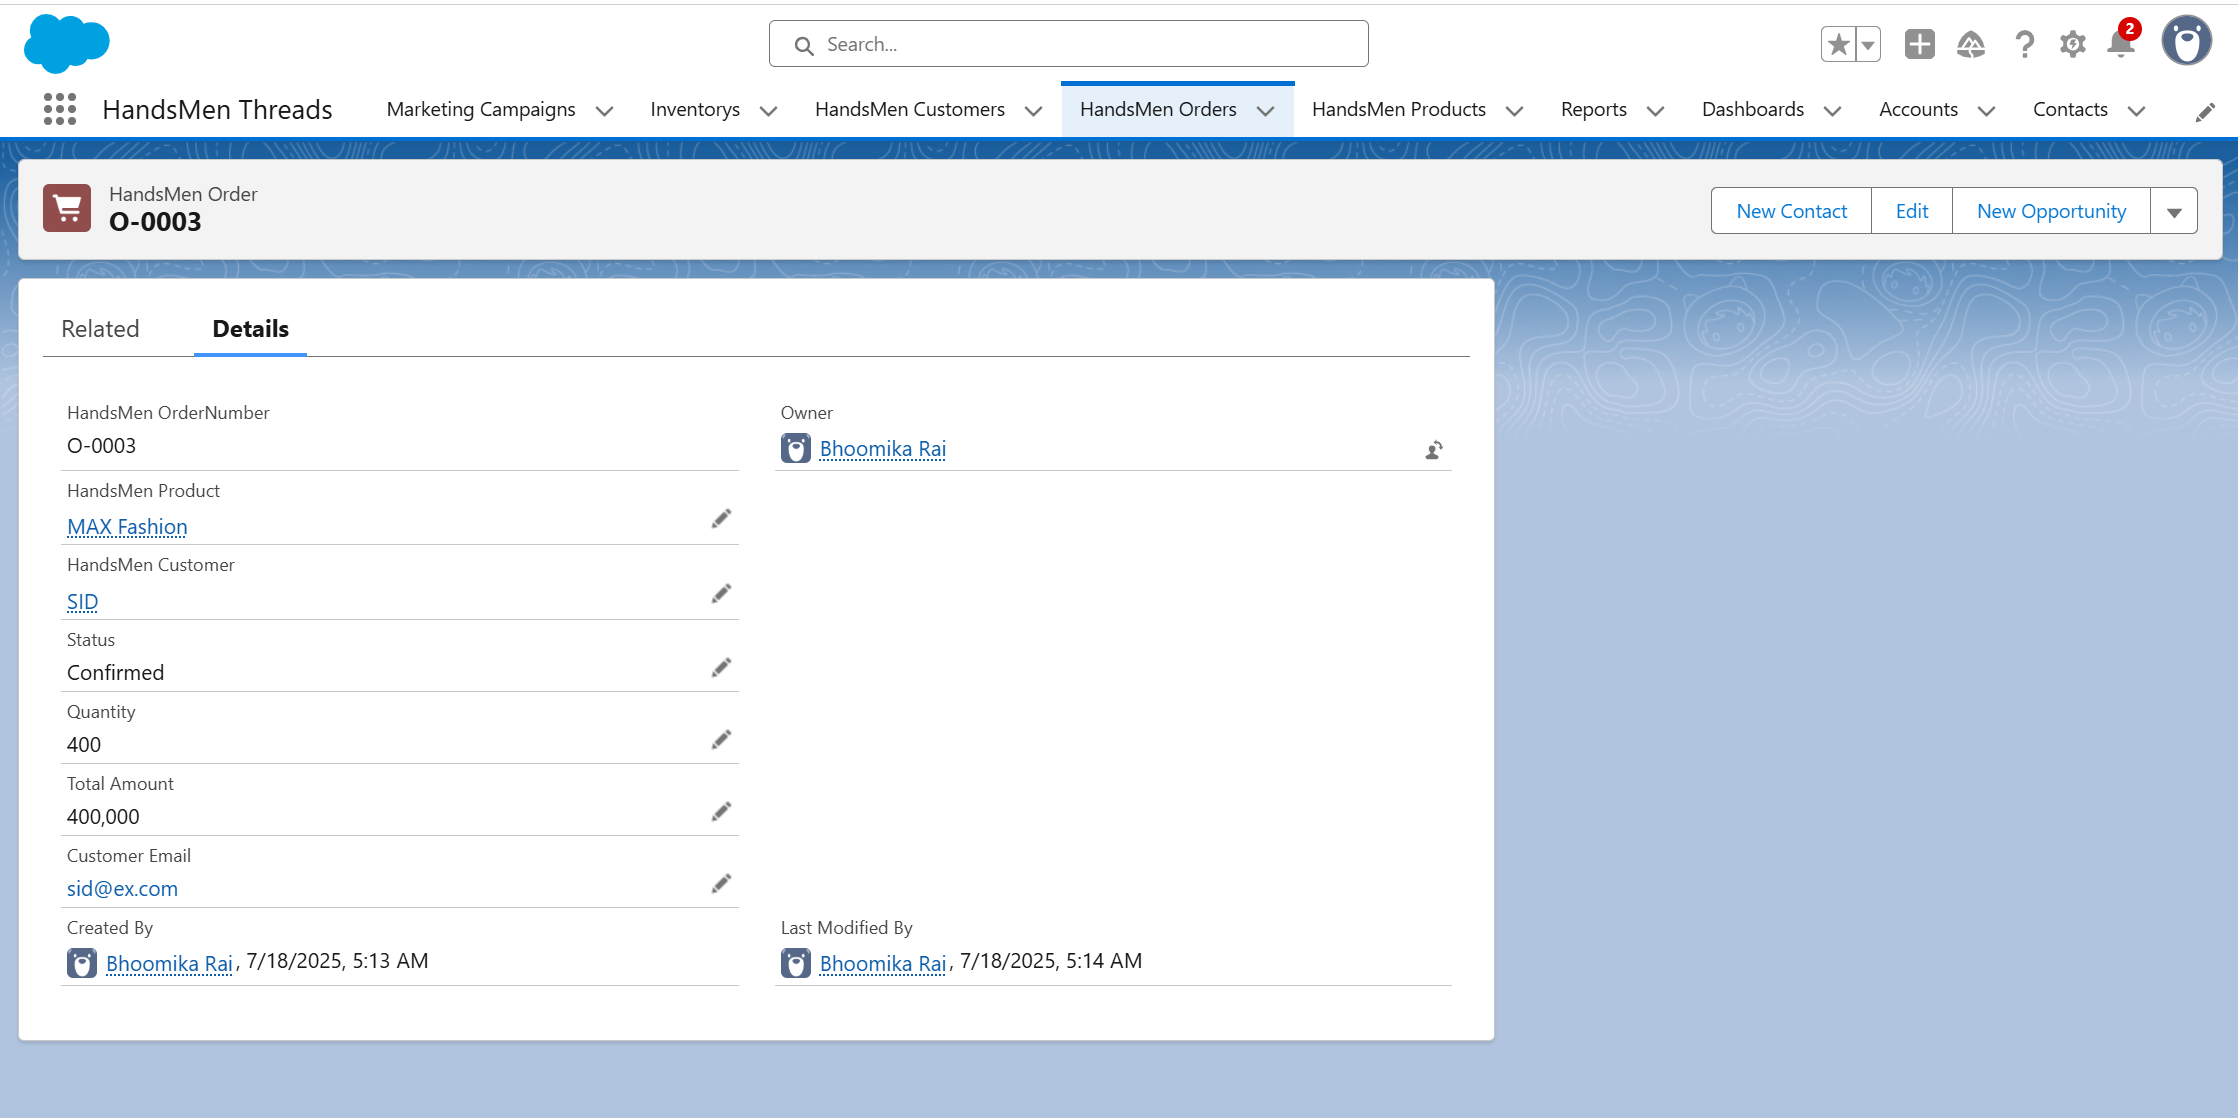 Search...
2
HandsMen Threads
Marketing Campaigns
Inventorys
HandsMen Customers
HandsMen Orders
HandsMen Products
Reports
Dashboards
Accounts
Contacts
HandsMen Order
O-0003
New Contact
Edit
New Opportunity
Related
Details
HandsMen OrderNumber
O-0003
Owner
Bhoomika Rai
HandsMen Product
MAX Fashion
HandsMen Customer
SID
Status
Confirmed
Quantity
400
Total Amount
400,000
Customer Email
sid@ex.com
Created By
Bhoomika Rai, 7/18/2025, 5:13 AM
Last Modified By
Bhoomika Rai, 7/18/2025, 5:14 AM